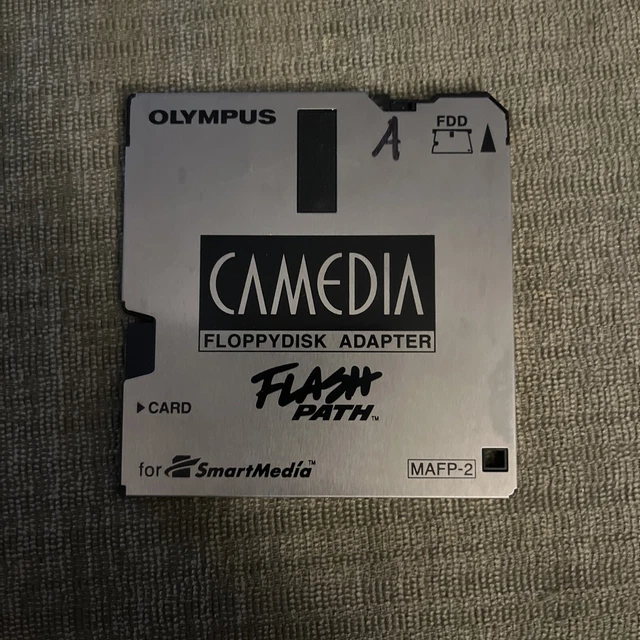 OLYMPUS
A
FDD
CAMEDIA
FLOPPYDISK ADAPTER
FLASH
PATH™
CARD
for SmartMedia™
MAFP-2